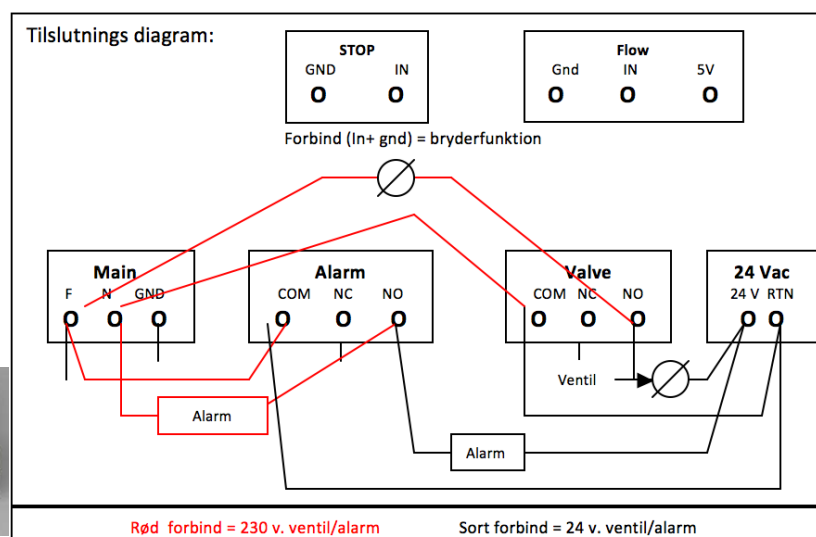 Tilslutnings diagram:
STOP
GND IN
Flow
Gnd IN 5V
Forbind (In+ gnd) = bryderfunktion
Main
F N GND
Alarm
COM NC NO
Valve
COM NC NO
24 Vac
24 V RTN
Ventil
Alarm
Alarm
Rød forbind = 230 v. ventil/alarm
Sort forbind = 24 v. ventil/alarm